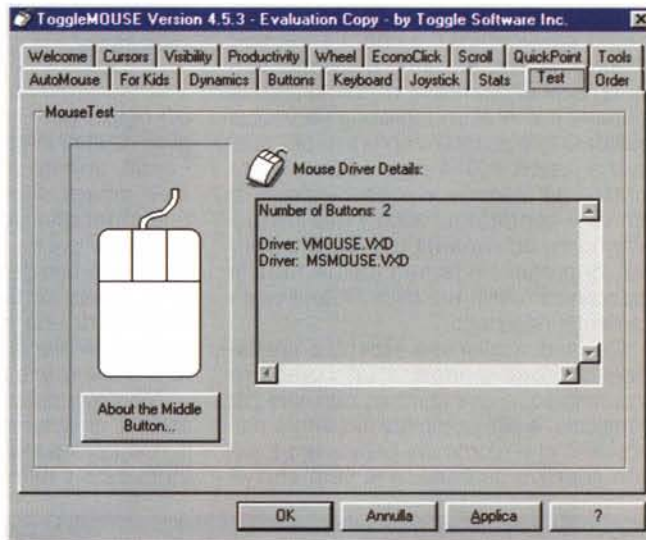 ToggleMOUSE Version 4.5.3 - Evaluation Copy - by Toggle Software Inc.
Welcome Cursors Visibility Productivity Wheel EconoClick Scroll QuickPoint Tools
AutoMouse For Kids Dynamics Buttons Keyboard Joystick Stats Test Order
MouseTest
Mouse Driver Details:
Number of Buttons: 2
Driver: VMOUSE.VXD
Driver: MSMOUSE.VXD
About the Middle
Button...
OK Annulla Applica ?